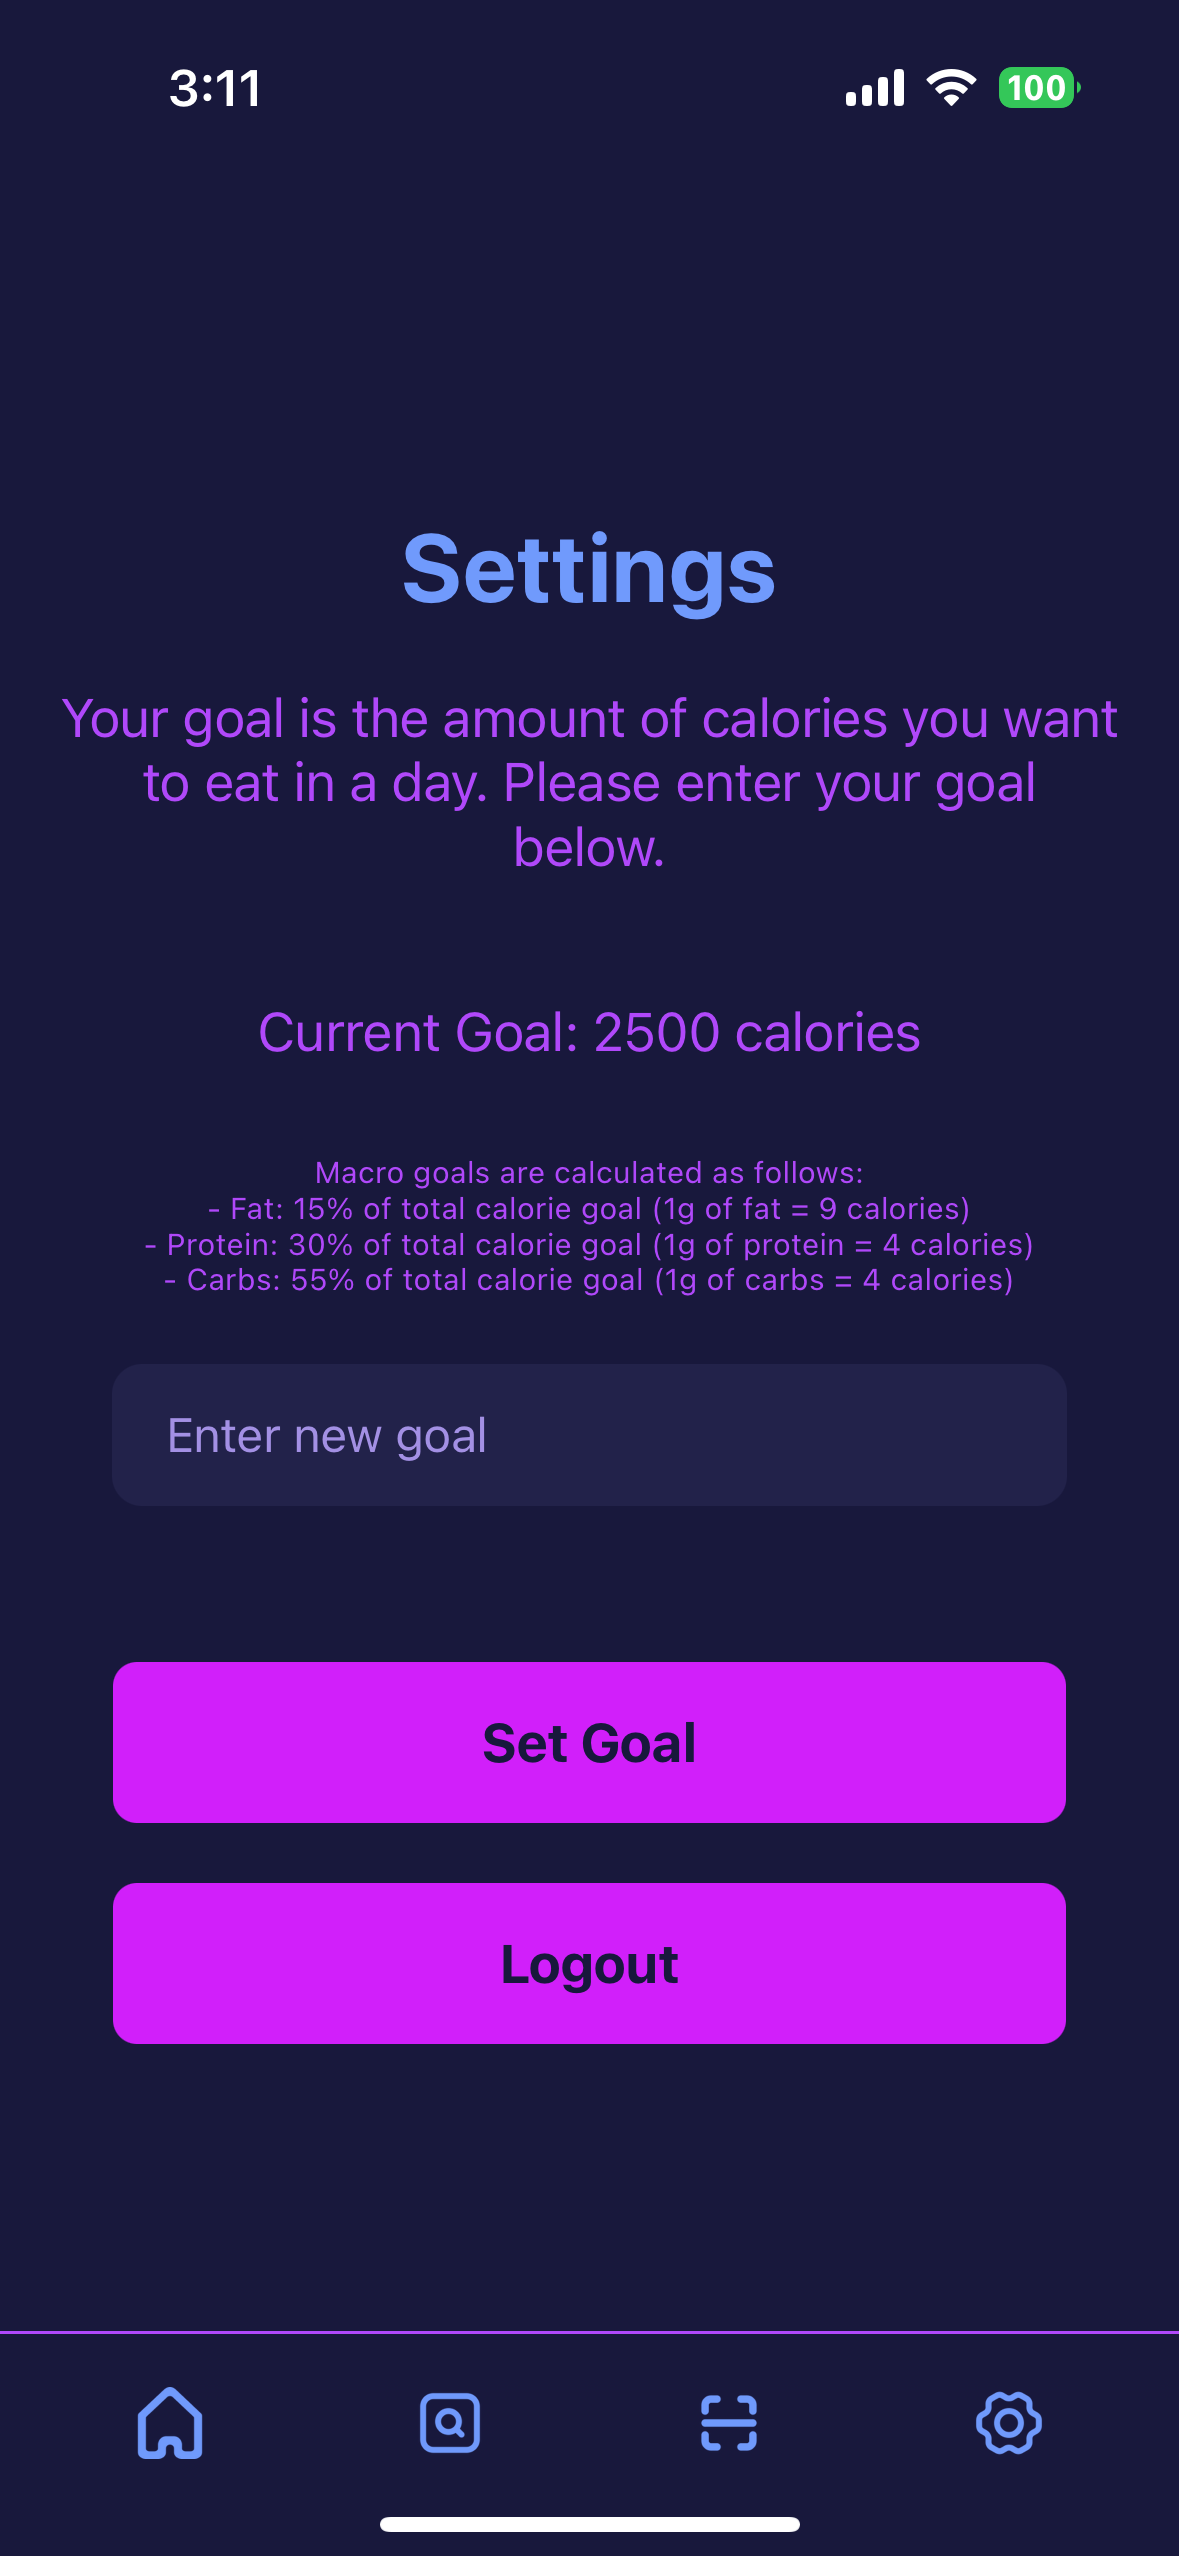 3:11
100
Settings
Your goal is the amount of calories you want
to eat in a day. Please enter your goal
below.
Current Goal: 2500 calories
Macro goals are calculated as follows:
- Fat: 15% of total calorie goal (1g of fat = 9 calories)
- Protein: 30% of total calorie goal (1g of protein = 4 calories)
- Carbs: 55% of total calorie goal (1g of carbs = 4 calories)
Enter new goal
Set Goal
Logout